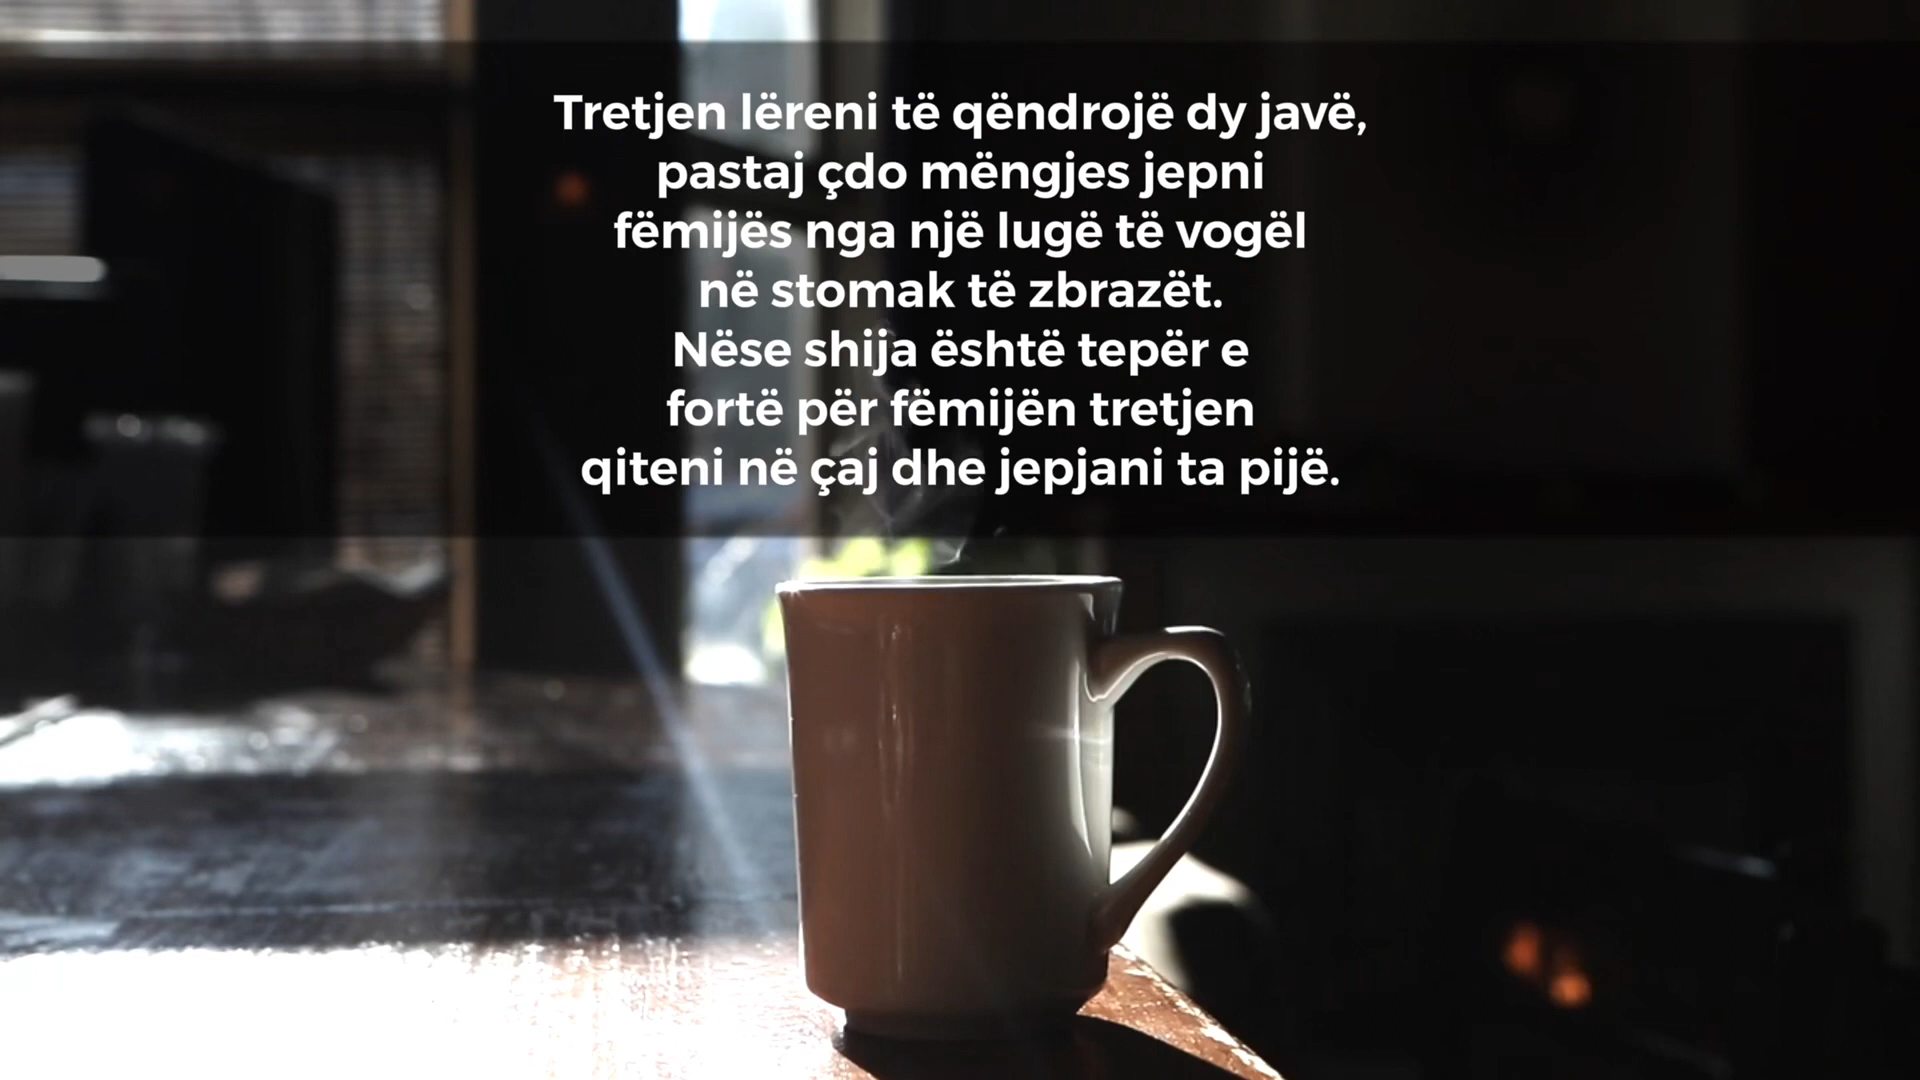 Tretjen lëreni të qëndrojë dy javë,
pastaj çdo mëngjes jepni
fëmijës nga një lugë të vogël
në stomak të zbrazët.
Nëse shija është tepër e
fortë për fëmijën tretjen
qiteni në çaj dhe jepjani ta pijë.